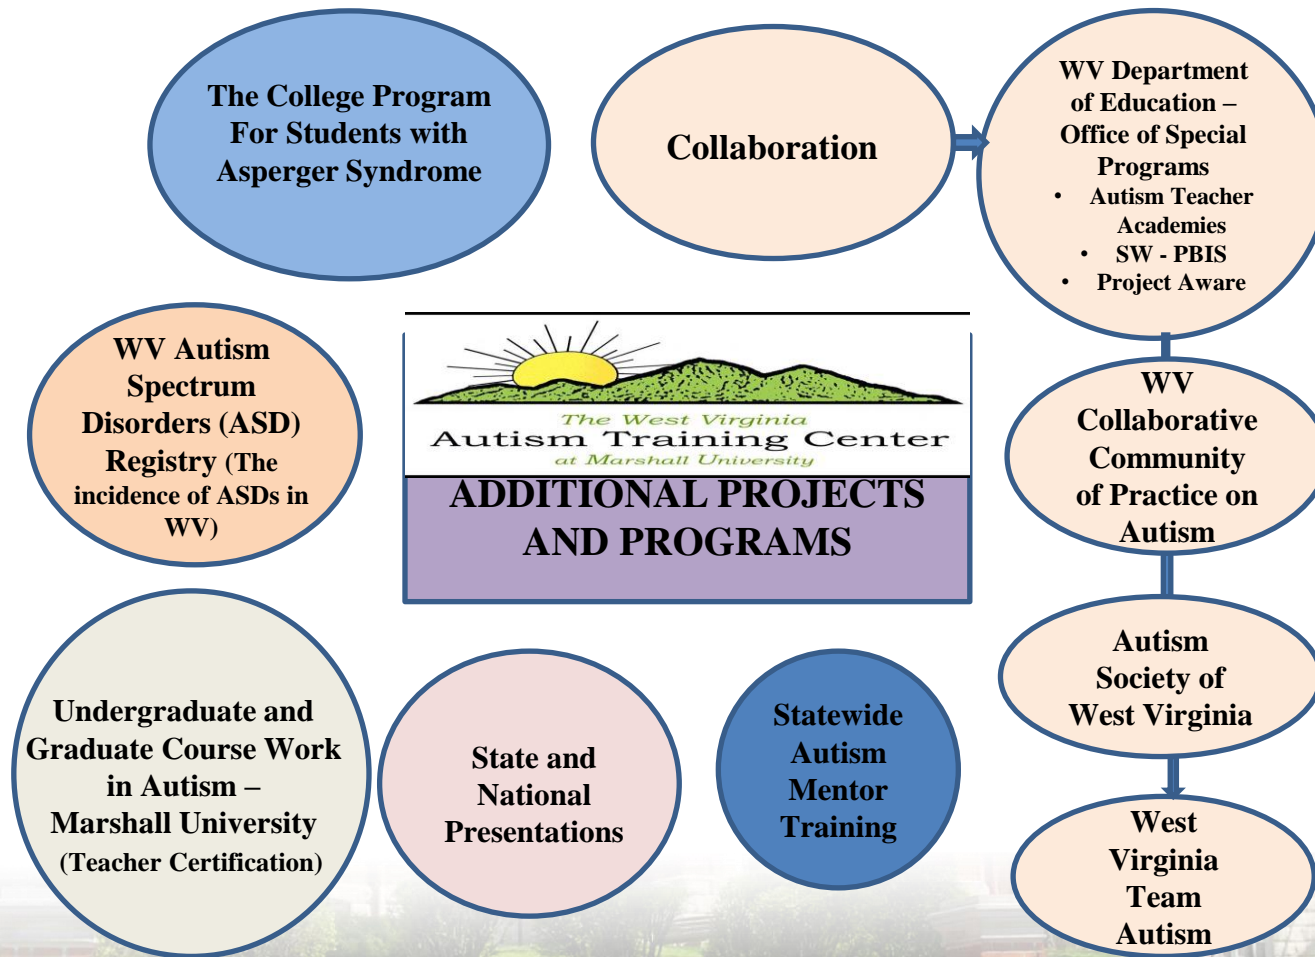 The College Program
For Students with
Asperger Syndrome
Collaboration
WV Department
of Education –
Office of Special
Programs
• Autism Teacher
Academies
• SW - PBIS
• Project Aware
WV Autism
Spectrum
Disorders (ASD)
Registry (The
incidence of ASDs in
WV)
The West Virginia
Autism Training Center
at Marshall University
ADDITIONAL PROJECTS
AND PROGRAMS
WV
Collaborative
Community
of Practice on
Autism
Undergraduate and
Graduate Course Work
in Autism –
Marshall University
(Teacher Certification)
State and
National
Presentations
Statewide
Autism
Mentor
Training
Autism
Society of
West Virginia
West
Virginia
Team
Autism